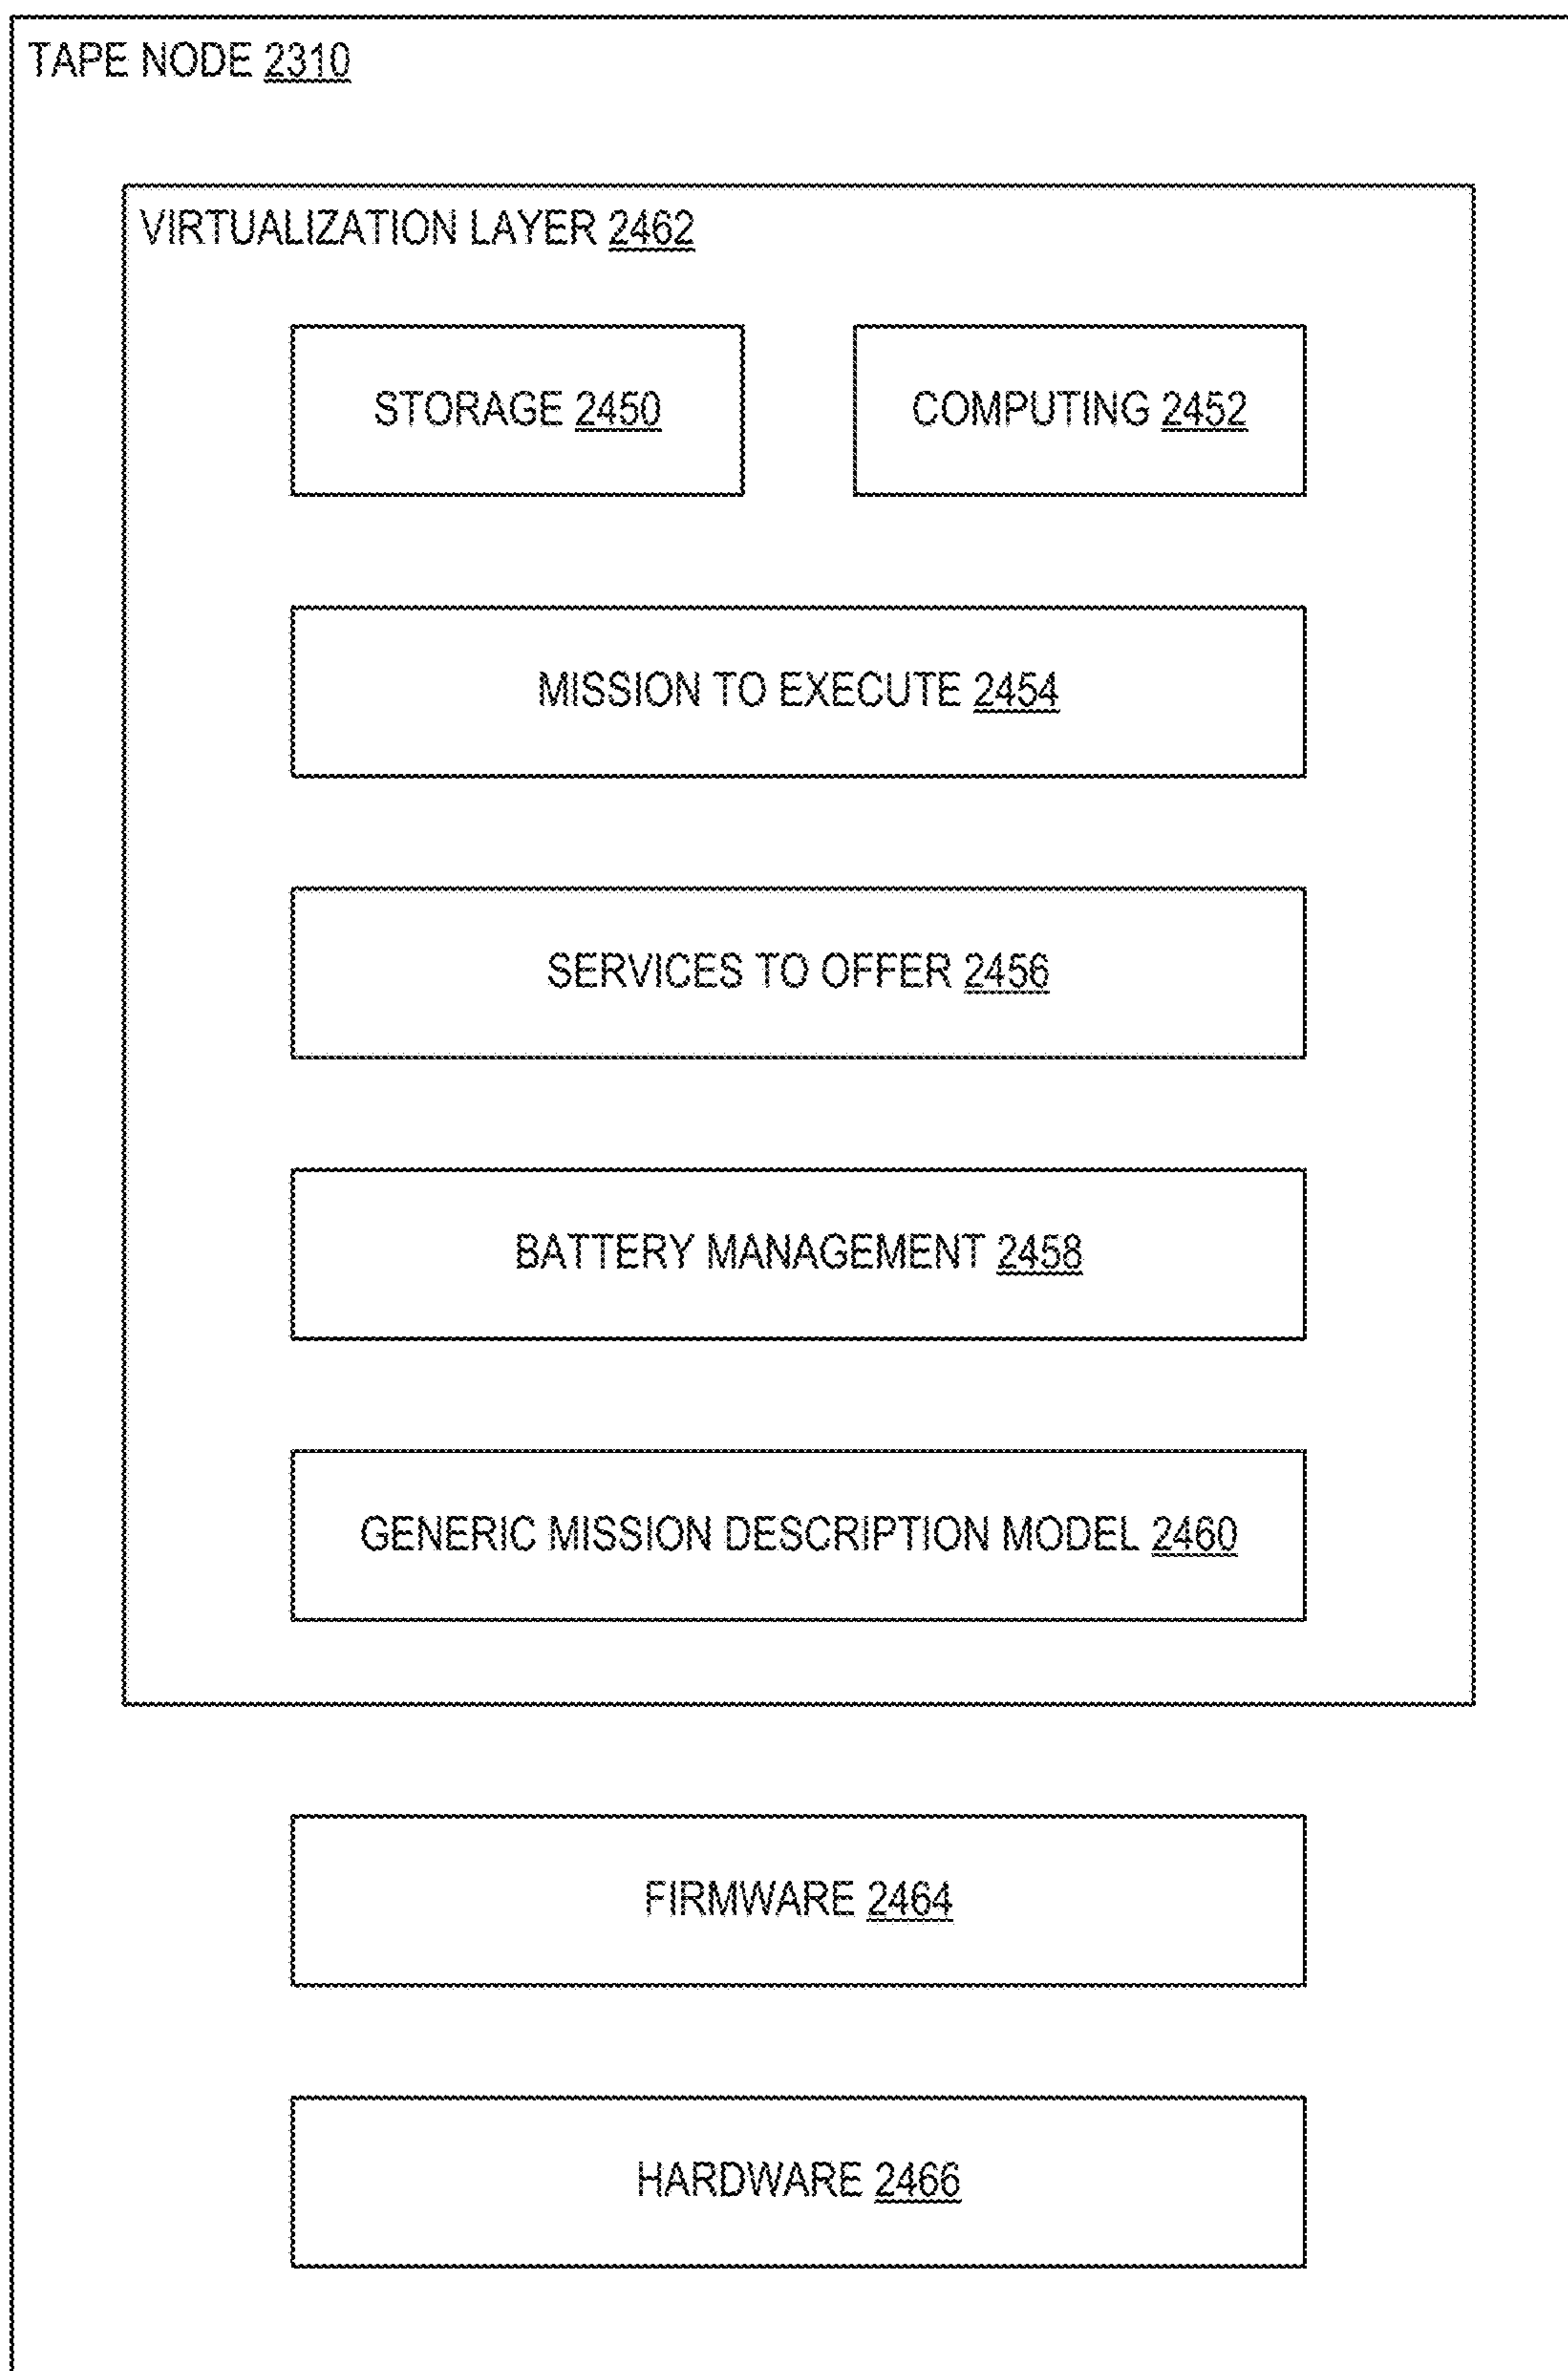 TAPE NODE 2310
VIRTUALIZATION LAYER 2462
STORAGE 2450
COMPUTING 2452
MISSION TO EXECUTE 2454
SERVICES TO OFFER 2456
BATTERY MANAGEMENT 2458
GENERIC MISSION DESCRIPTION MODEL 2460
FIRMWARE 2464
HARDWARE 2466